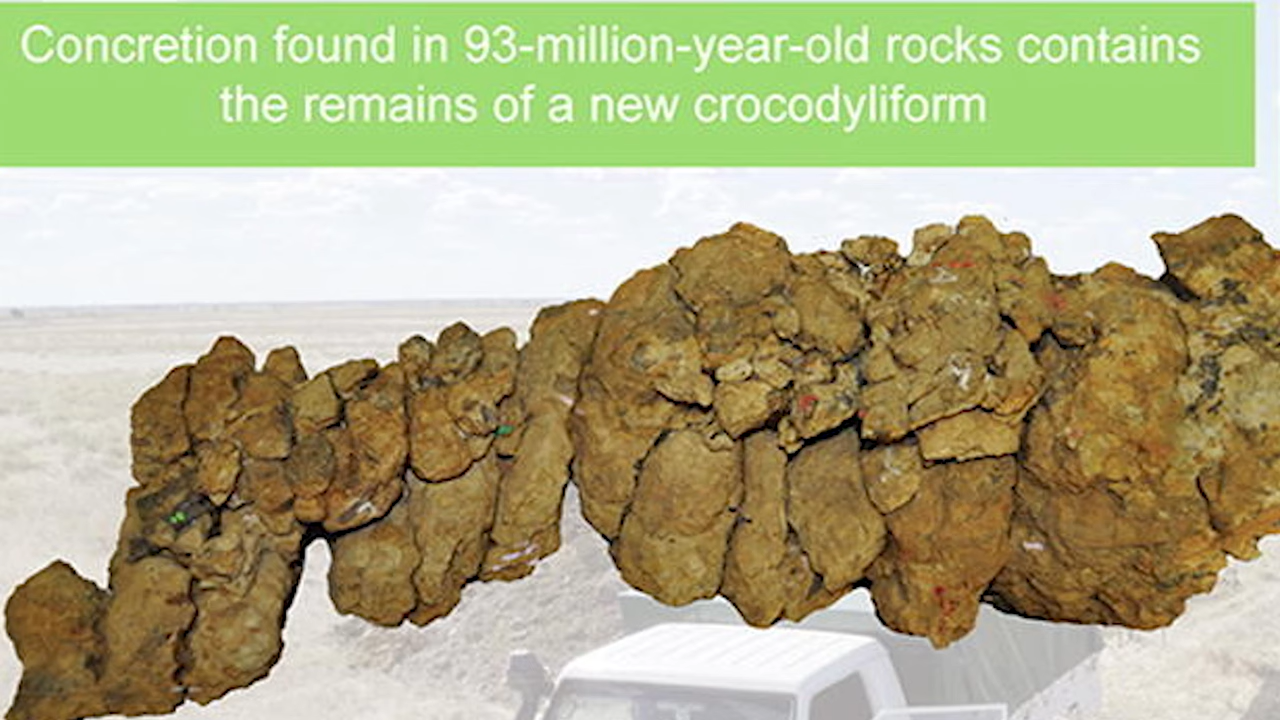 Concretion found in 93-million-year-old rocks contains
the remains of a new crocodyliform